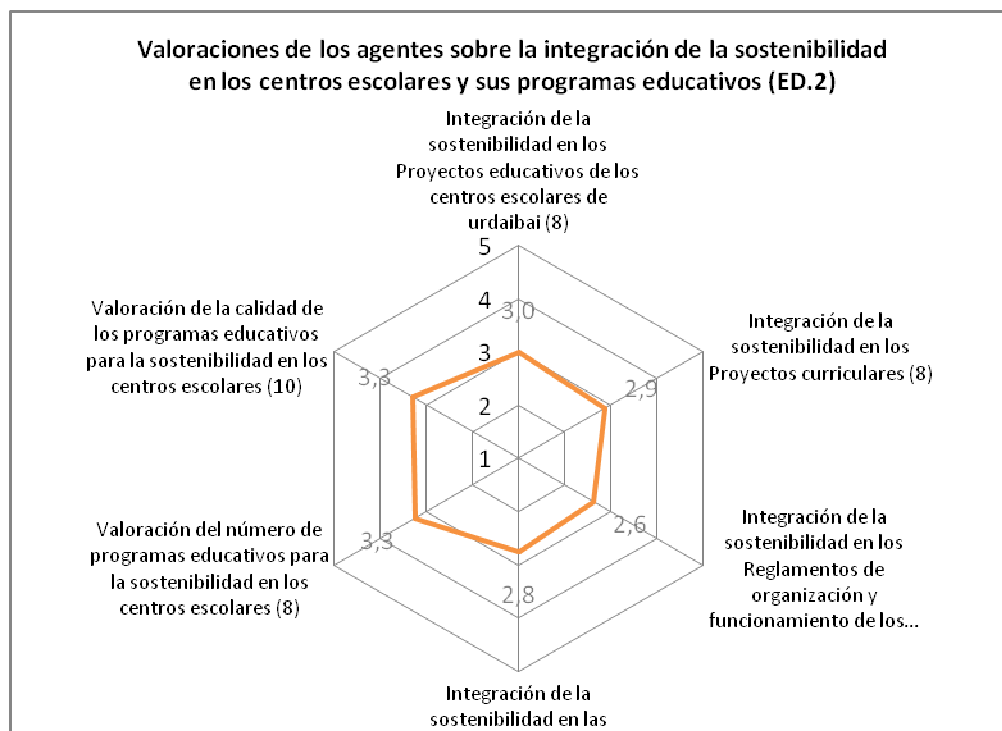 Valoraciones de los agentes sobre la integración de la sostenibilidad
en los centros escolares y sus programas educativos (ED.2)
Integración de la
sostenibilidad en los
Proyectos educativos de los
centros escolares de
urdaibai (8)
5
4
3,0
3
2
1
Integración de la
sostenibilidad en los
Proyectos curriculares (8)
2,9
Integración de la
sostenibilidad en los
Reglamentos de
organización y
funcionamiento de los...
2,6
Integración de la
sostenibilidad en las
2,8
Valoración del número de
programas educativos para
la sostenibilidad en los
centros escolares (8)
3,3
Valoración de la calidad de
los programas educativos
para la sostenibilidad en los
centros escolares (10)
3,3